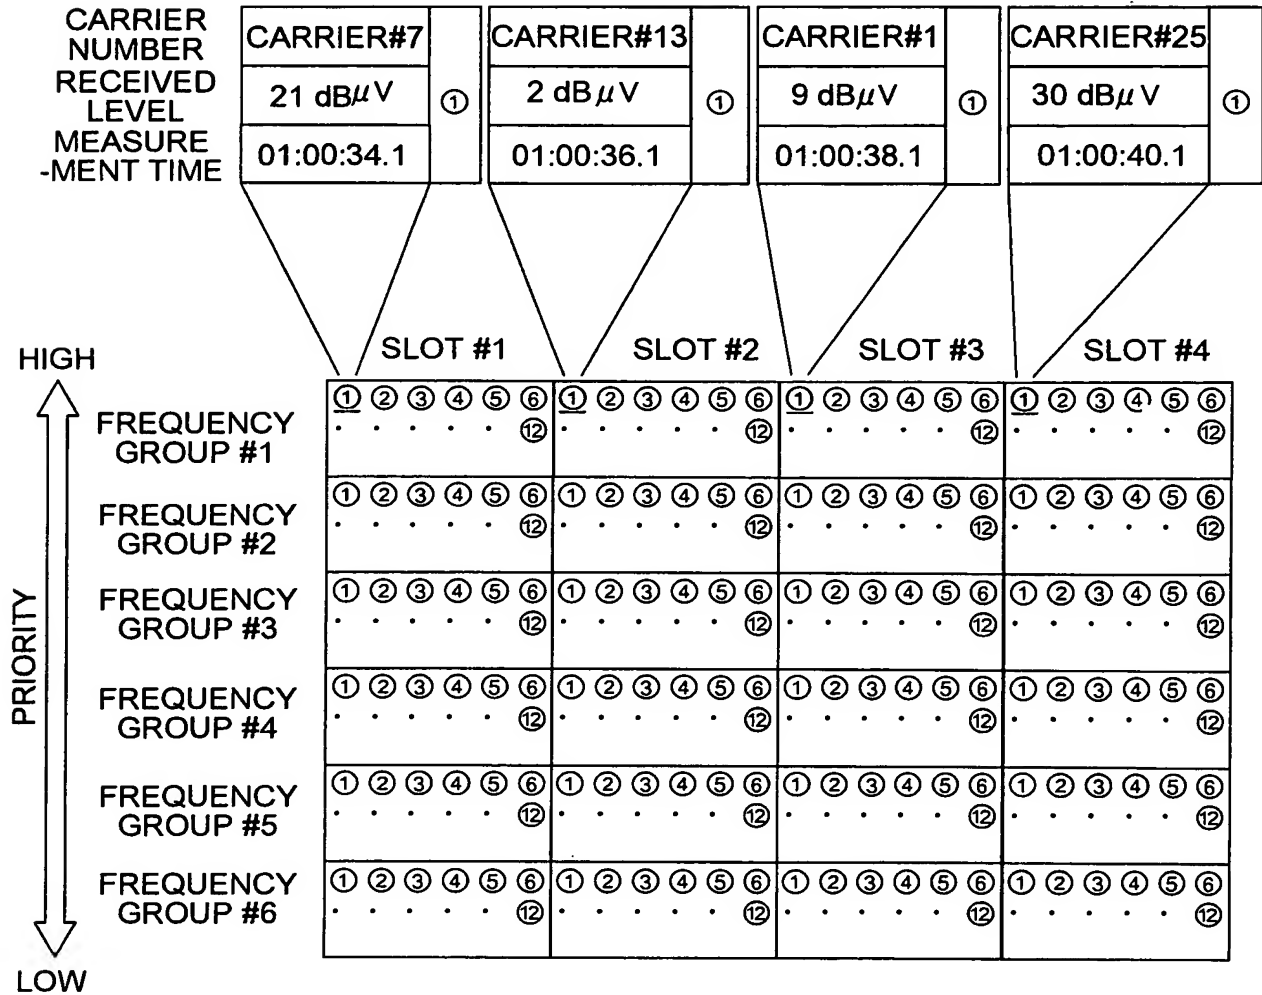 CARRIER
NUMBER
RECEIVED
LEVEL
MEASURE
-MENT TIME
CARRIER#7
21 dBμV
01:00:34.1
①
CARRIER#13
2 dBμV
01:00:36.1
①
CARRIER#1
9 dBμV
01:00:38.1
①
CARRIER#25
30 dBμV
01:00:40.1
①
HIGH
PRIORITY
LOW
SLOT #1 SLOT #2 SLOT #3 SLOT #4
FREQUENCY
GROUP #1
① ② ③ ④ ⑤ ⑥ ① ② ③ ④ ⑤ ⑥ ① ② ③ ④ ⑤ ⑥ ① ② ③ ④ ⑤ ⑥
· · · · · ⑫ · · · · · ⑫ · · · · · ⑫ · · · · · ⑫
FREQUENCY
GROUP #2
① ② ③ ④ ⑤ ⑥ ① ② ③ ④ ⑤ ⑥ ① ② ③ ④ ⑤ ⑥ ① ② ③ ④ ⑤ ⑥
· · · · · ⑫ · · · · · ⑫ · · · · · ⑫ · · · · · ⑫
FREQUENCY
GROUP #3
① ② ③ ④ ⑤ ⑥ ① ② ③ ④ ⑤ ⑥ ① ② ③ ④ ⑤ ⑥ ① ② ③ ④ ⑤ ⑥
· · · · · ⑫ · · · · · ⑫ · · · · · ⑫ · · · · · ⑫
FREQUENCY
GROUP #4
① ② ③ ④ ⑤ ⑥ ① ② ③ ④ ⑤ ⑥ ① ② ③ ④ ⑤ ⑥ ① ② ③ ④ ⑤ ⑥
· · · · · ⑫ · · · · · ⑫ · · · · · ⑫ · · · · · ⑫
FREQUENCY
GROUP #5
① ② ③ ④ ⑤ ⑥ ① ② ③ ④ ⑤ ⑥ ① ② ③ ④ ⑤ ⑥ ① ② ③ ④ ⑤ ⑥
· · · · · ⑫ · · · · · ⑫ · · · · · ⑫ · · · · · ⑫
FREQUENCY
GROUP #6
① ② ③ ④ ⑤ ⑥ ① ② ③ ④ ⑤ ⑥ ① ② ③ ④ ⑤ ⑥ ① ② ③ ④ ⑤ ⑥
· · · · · ⑫ · · · · · ⑫ · · · · · ⑫ · · · · · ⑫